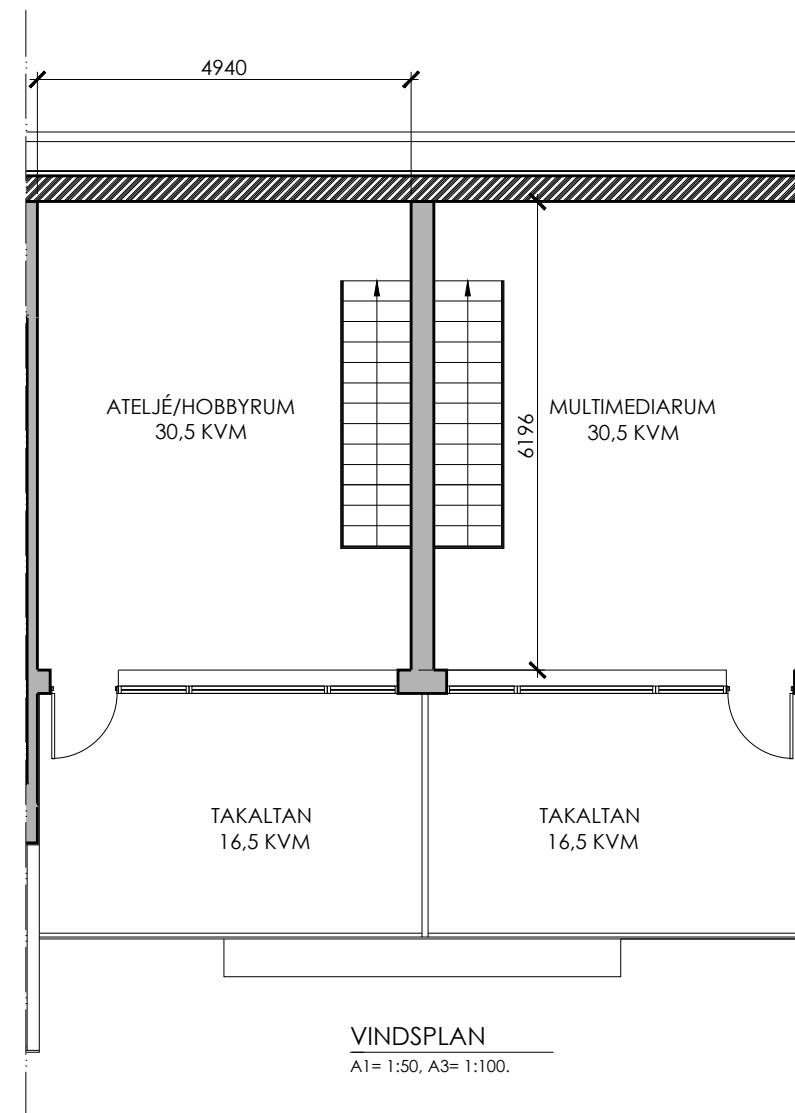 4940
ATELJÉ/HOBBYRUM
30,5 KVM
6196
MULTIMEDIARUM
30,5 KVM
TAKALTAN
16,5 KVM
TAKALTAN
16,5 KVM
VINDSPLAN
A1= 1:50, A3= 1:100.